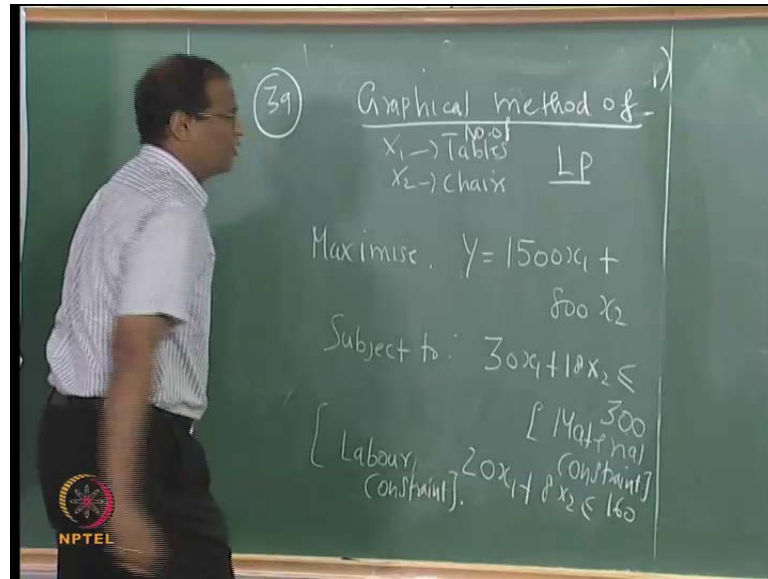 39
Graphical method of
LP
No. of
x₁ → Tables
x₂ → Chairs
Maximise. Y = 1500x₁ +
800 x₂
Subject to: 30x₁ + 18x₂ ≤
300
[Material
Constraint]
[Labour
Constraint]. 20x₁ + 8x₂ ≤ 160
NPTEL